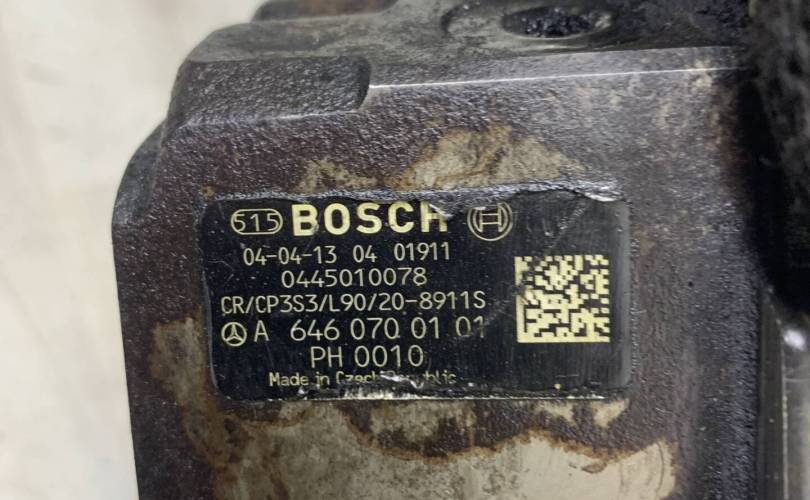 515 BOSCH
04-04-13 04 01911
0445010078
CR/CP3S3/L90/20-8911S
A 646 070 01 01
PH 0010
Made in Czech Republic